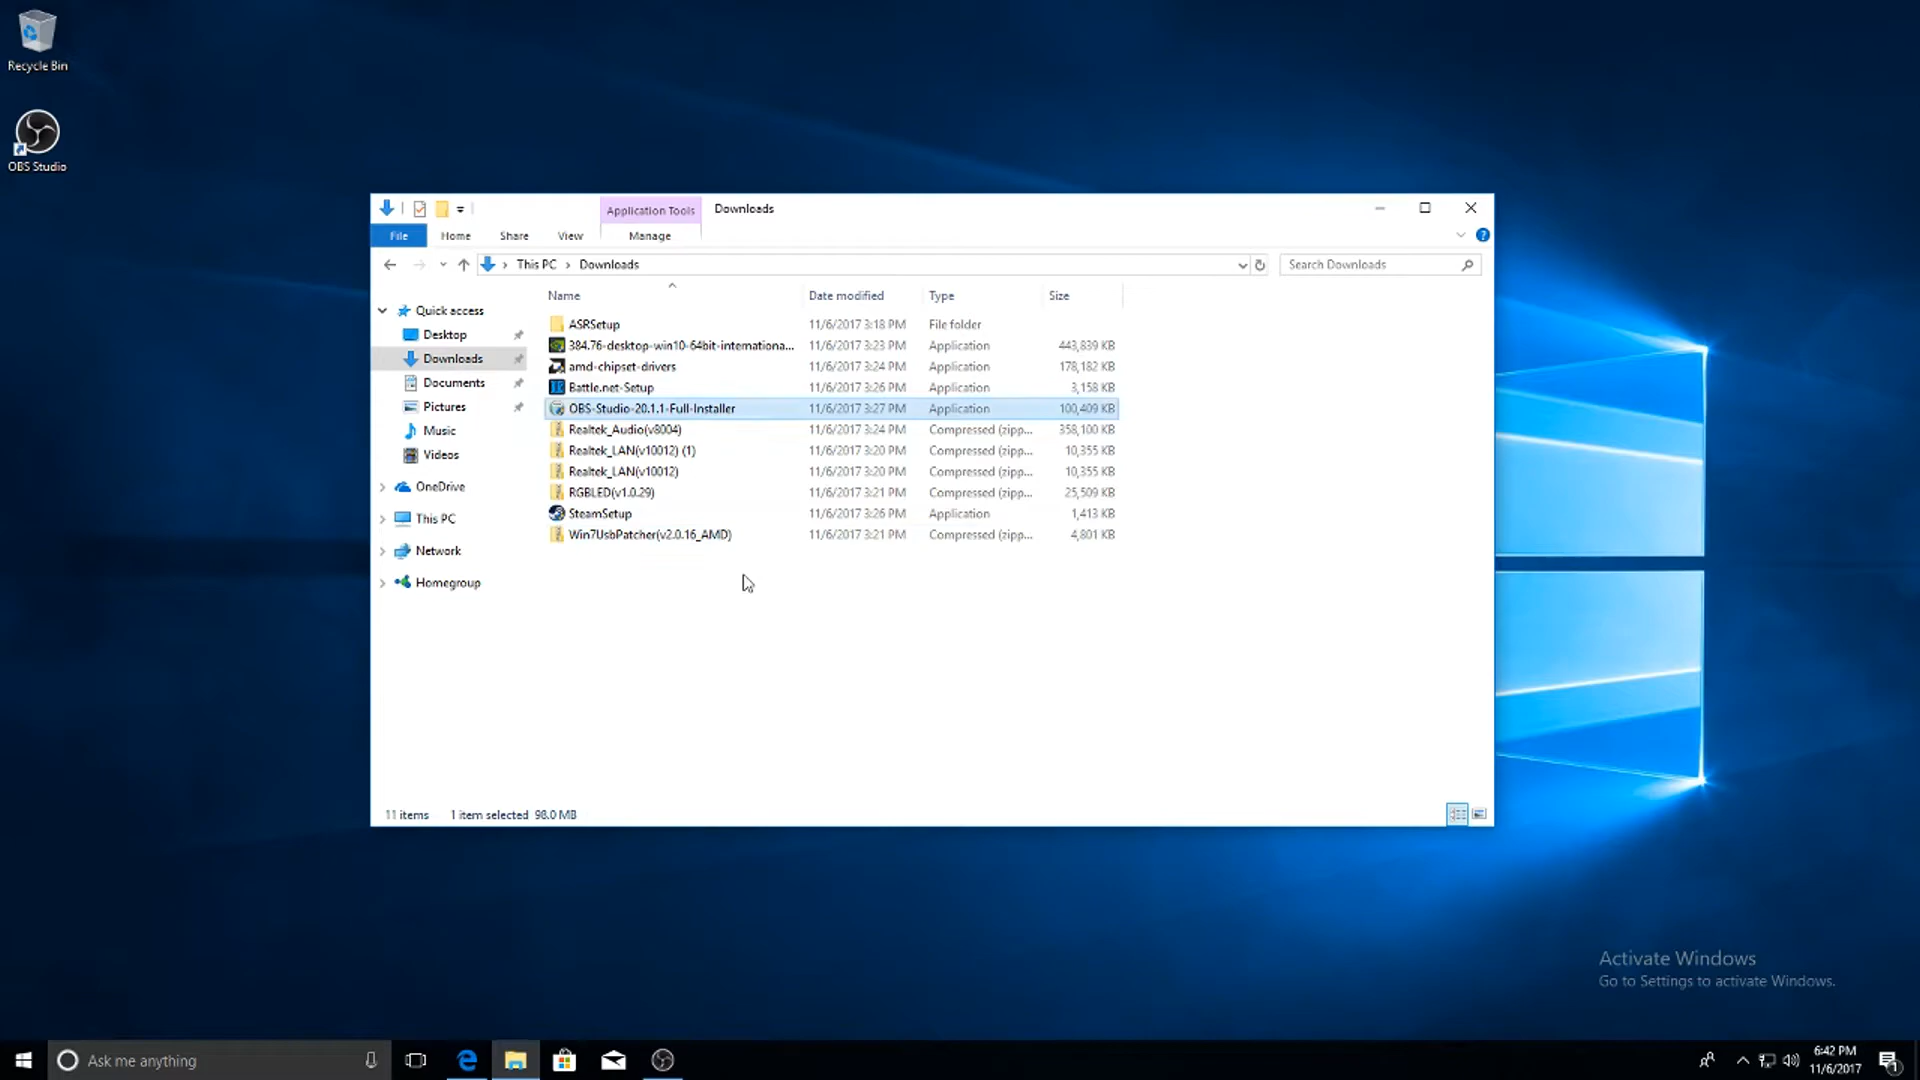 Recycle Bin
OBS Studio
Application Tools
Downloads
File
Home
Share
View
Manage
This PC
Downloads
Search Downloads
Name
Date modified
Type
Size
Quick access
Desktop
Downloads
Documents
Pictures
Music
Videos
OneDrive
This PC
Network
Homegroup
ASRSetup 11/6/2017 3:18 PM File folder
384.76-desktop-win10-64bit-internationa... 11/6/2017 3:23 PM Application 443,839 KB
amd-chipset-drivers 11/6/2017 3:24 PM Application 178,182 KB
Battle.net-Setup 11/6/2017 3:26 PM Application 3,158 KB
OBS-Studio-20.1.1-Full-Installer 11/6/2017 3:27 PM Application 100,409 KB
Realtek_Audio(v8004) 11/6/2017 3:24 PM Compressed (zipp... 358,100 KB
Realtek_LAN(v10012) (1) 11/6/2017 3:20 PM Compressed (zipp... 10,355 KB
Realtek_LAN(v10012) 11/6/2017 3:20 PM Compressed (zipp... 10,355 KB
RGBLED(v1.0.29) 11/6/2017 3:21 PM Compressed (zipp... 25,509 KB
SteamSetup 11/6/2017 3:26 PM Application 1,413 KB
Win7UsbPatcher(v2.0.16_AMD) 11/6/2017 3:21 PM Compressed (zipp... 4,801 KB
11 items 1 item selected 98.0 MB
Activate Windows
Go to Settings to activate Windows.
Ask me anything
6:42 PM
11/6/2017
1